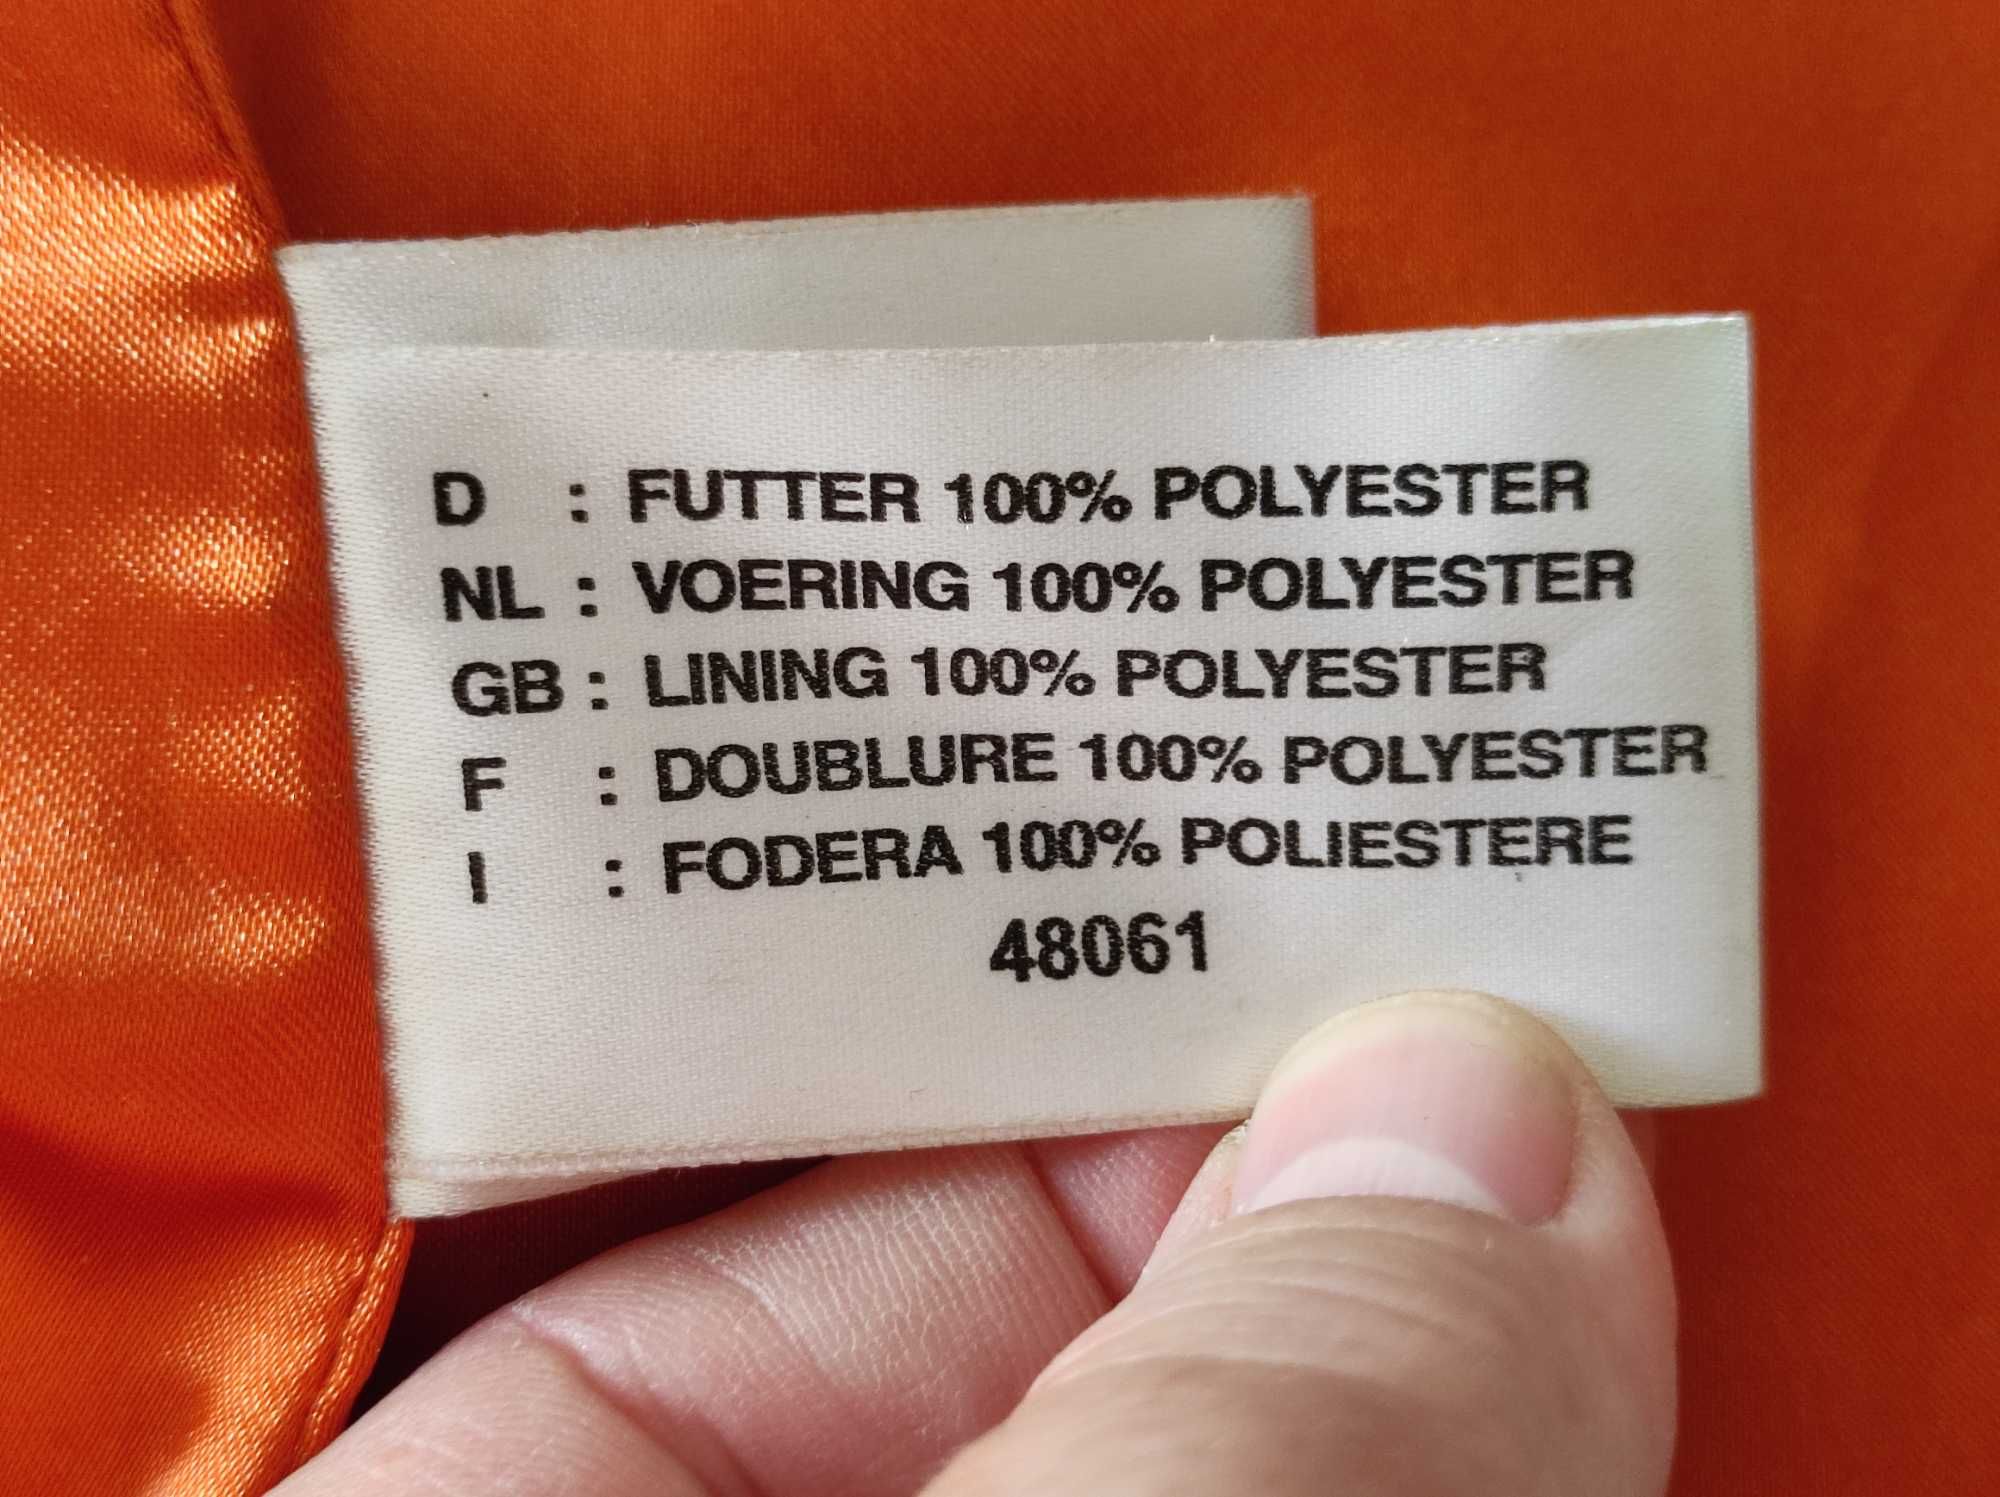 D : FUTTER 100% POLYESTER
NL : VOERING 100% POLYESTER
GB : LINING 100% POLYESTER
F : DOUBLURE 100% POLYESTER
I : FODERA 100% POLIESTERE
48061